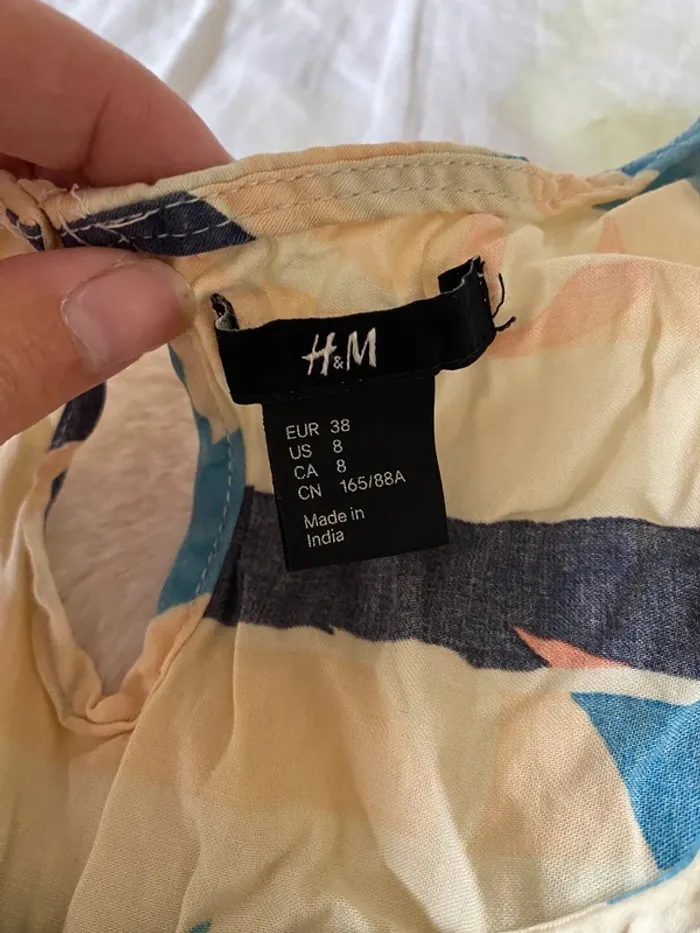 H&M
EUR 38
US 8
CA 8
CN 165/88A
Made in
India